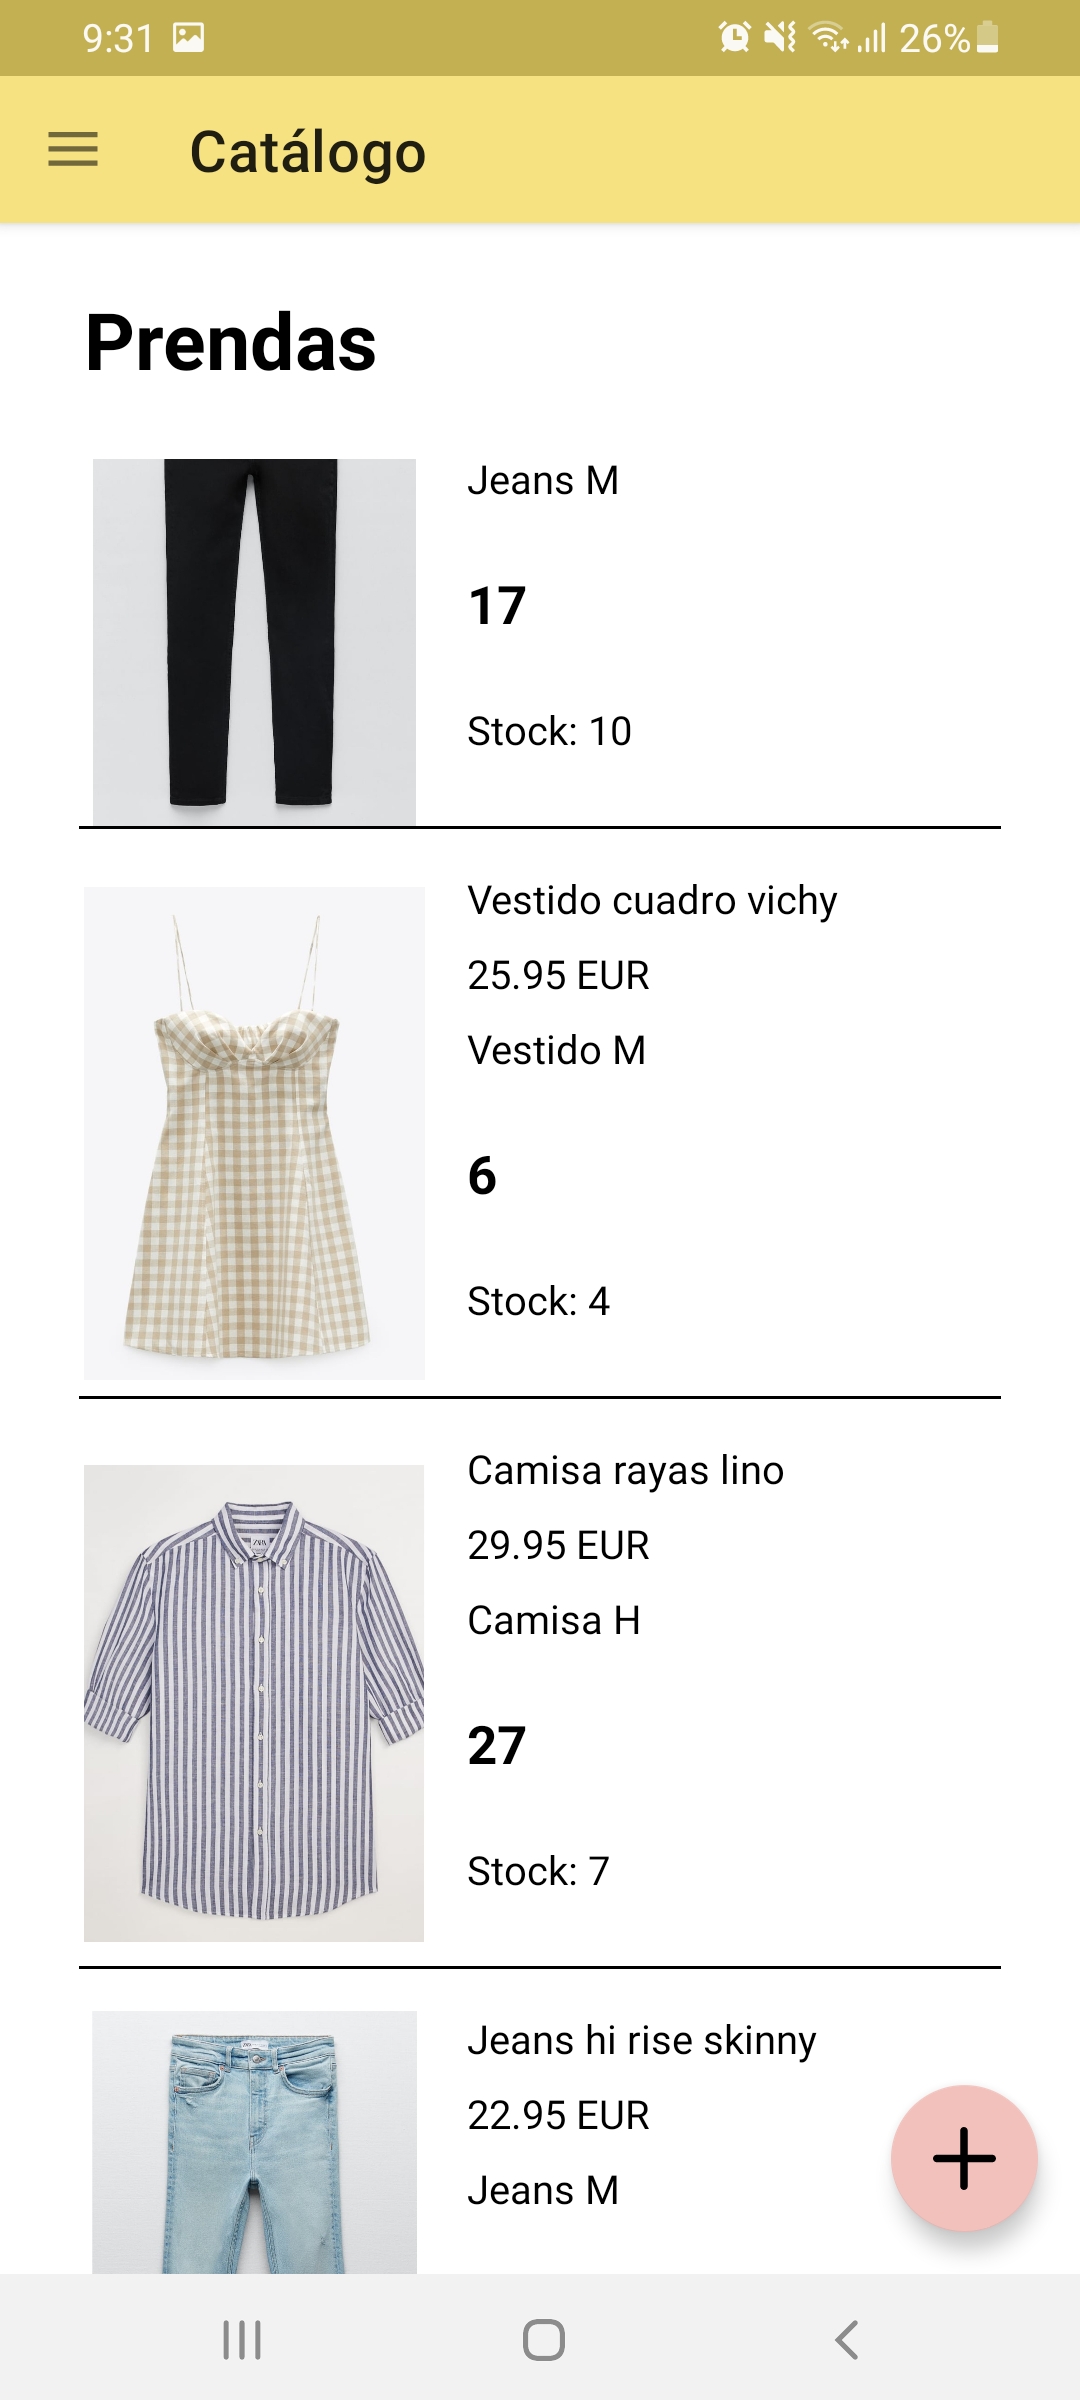 9:31
26%
Catálogo
Prendas
Jeans M
17
Stock: 10
Vestido cuadro vichy
25.95 EUR
Vestido M
6
Stock: 4
Camisa rayas lino
29.95 EUR
Camisa H
27
Stock: 7
Jeans hi rise skinny
22.95 EUR
Jeans M